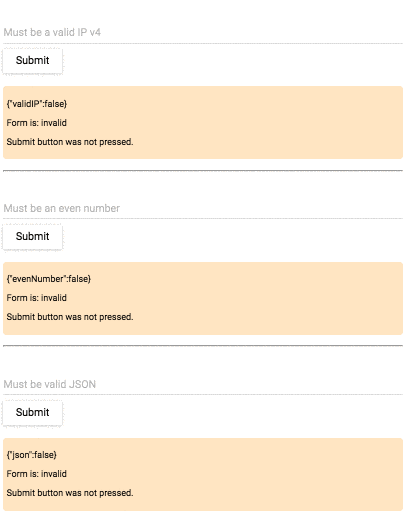 Must be a valid IP v4
Submit
{"validIP":false}
Form is: invalid
Submit button was not pressed.
Must be an even number
Submit
{"evenNumber":false}
Form is: invalid
Submit button was not pressed.
Must be valid JSON
Submit
{"json":false}
Form is: invalid
Submit button was not pressed.